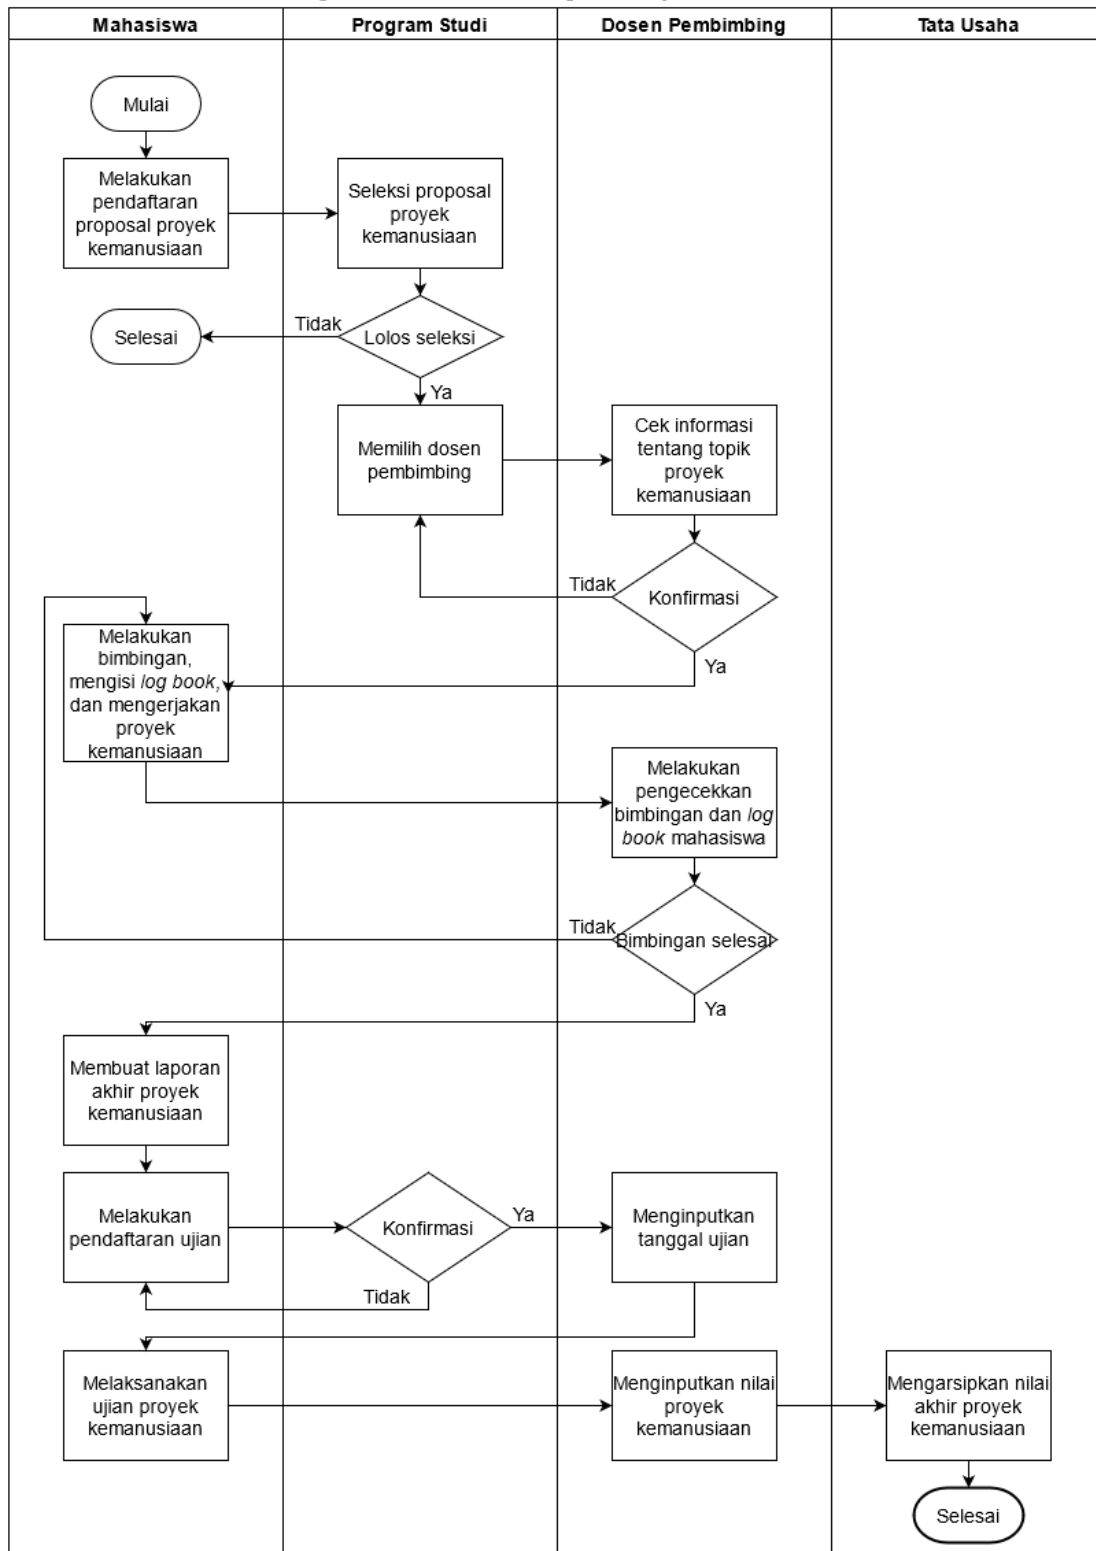 Mahasiswa
Program Studi
Dosen Pembimbing
Tata Usaha
Mulai
Melakukan
pendaftaran
proposal proyek
kemanusiaan
Seleksi proposal
proyek
kemanusiaan
Selesai
Tidak
Lolos seleksi
Ya
Memilih dosen
pembimbing
Cek informasi
tentang topik
proyek
kemanusiaan
Tidak
Konfirmasi
Ya
Melakukan
bimbingan,
mengisi log book,
dan mengerjakan
proyek
kemanusiaan
Melakukan
pengecekkan
bimbingan dan log
book mahasiswa
Tidak
Bimbingan selesai
Ya
Membuat laporan
akhir proyek
kemanusiaan
Melakukan
pendaftaran ujian
Konfirmasi
Ya
Tidak
Menginputkan
tanggal ujian
Melaksanakan
ujian proyek
kemanusiaan
Menginputkan nilai
proyek
kemanusiaan
Mengarsipkan nilai
akhir proyek
kemanusiaan
Selesai